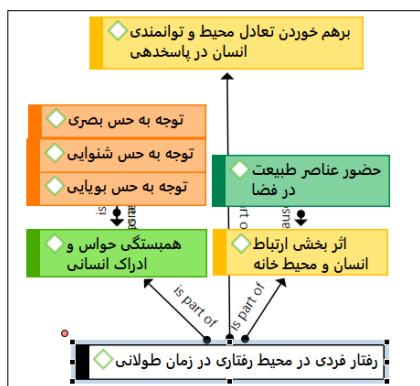 برهم خوردن تعادل محیط و توانمندی
انسان در پاسخدهی
توجه به حس بصری
توجه به حس شنوایی
توجه به حس بویایی
حضور عناصر طبیعت
در فضا
is
همبستگی حواس و
ادراک انسانی
اثر بخشی ارتباط
انسان و محیط خانه
is part of
is part of
رفتار فردی در محیط رفتاری در زمان طولانی